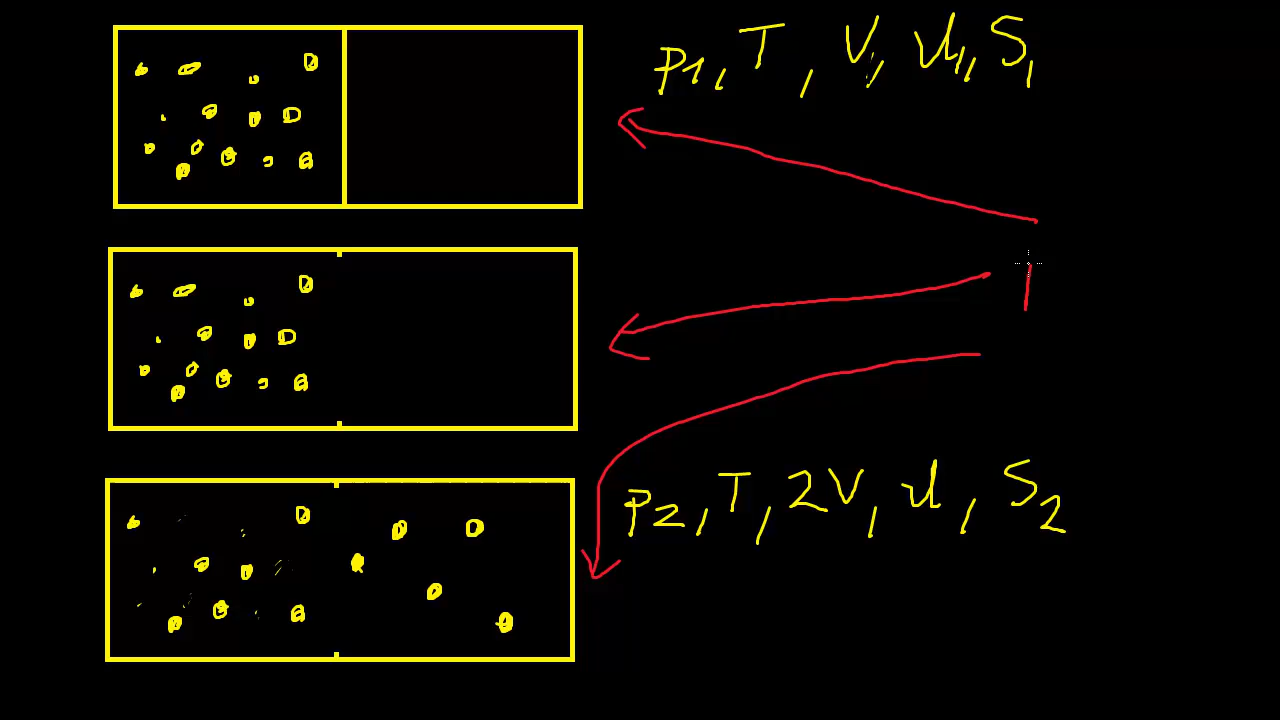 p1, T, V, U1, S1
p2, T, 2V, U, S2